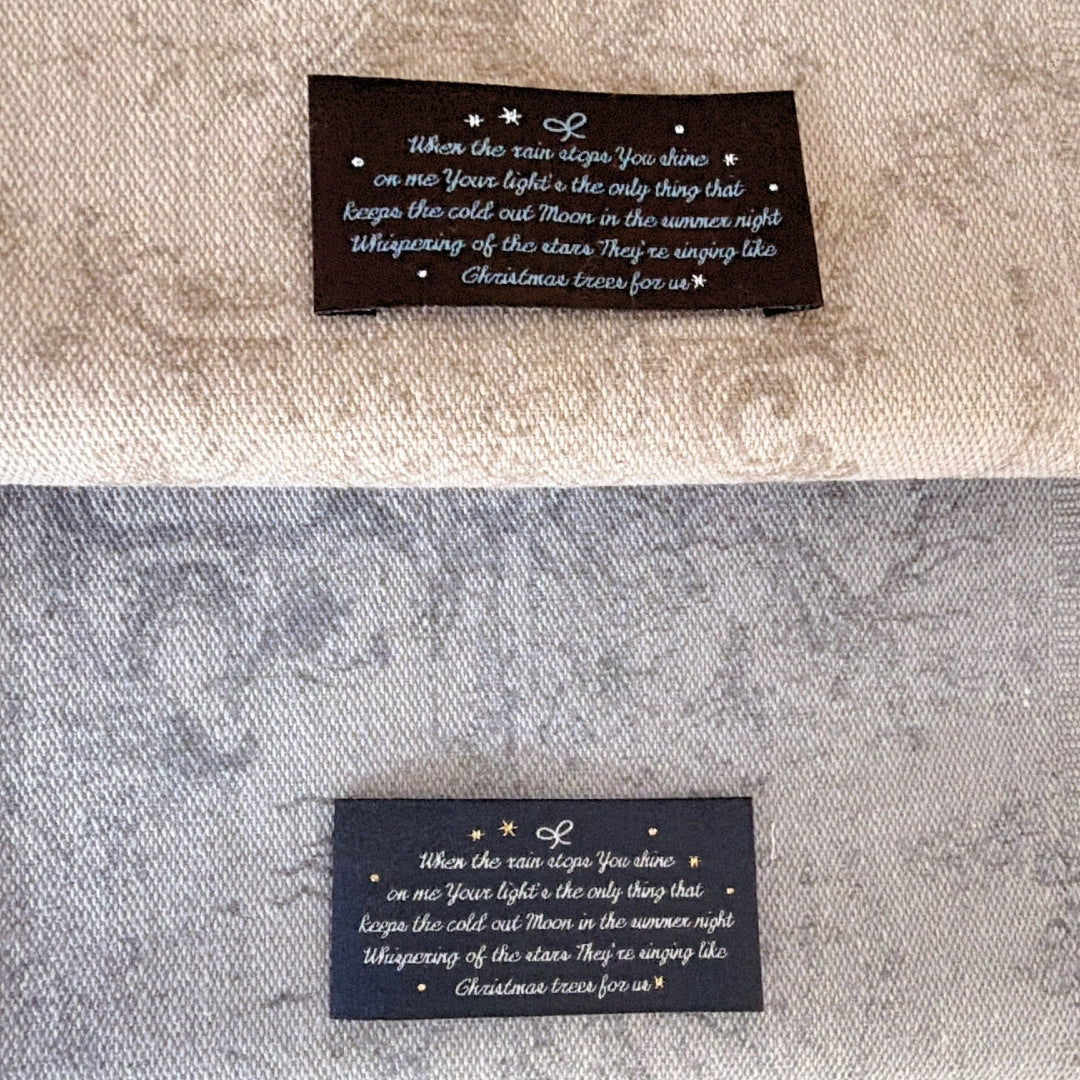 When the rain stops You shine
on me Your light's the only thing that
keeps the cold out Moon in the summer night
Whispering of the stars They're singing like
Christmas trees for us
When the rain stops You shine
on me Your light's the only thing that
keeps the cold out Moon in the summer night
Whispering of the stars They're singing like
Christmas trees for us